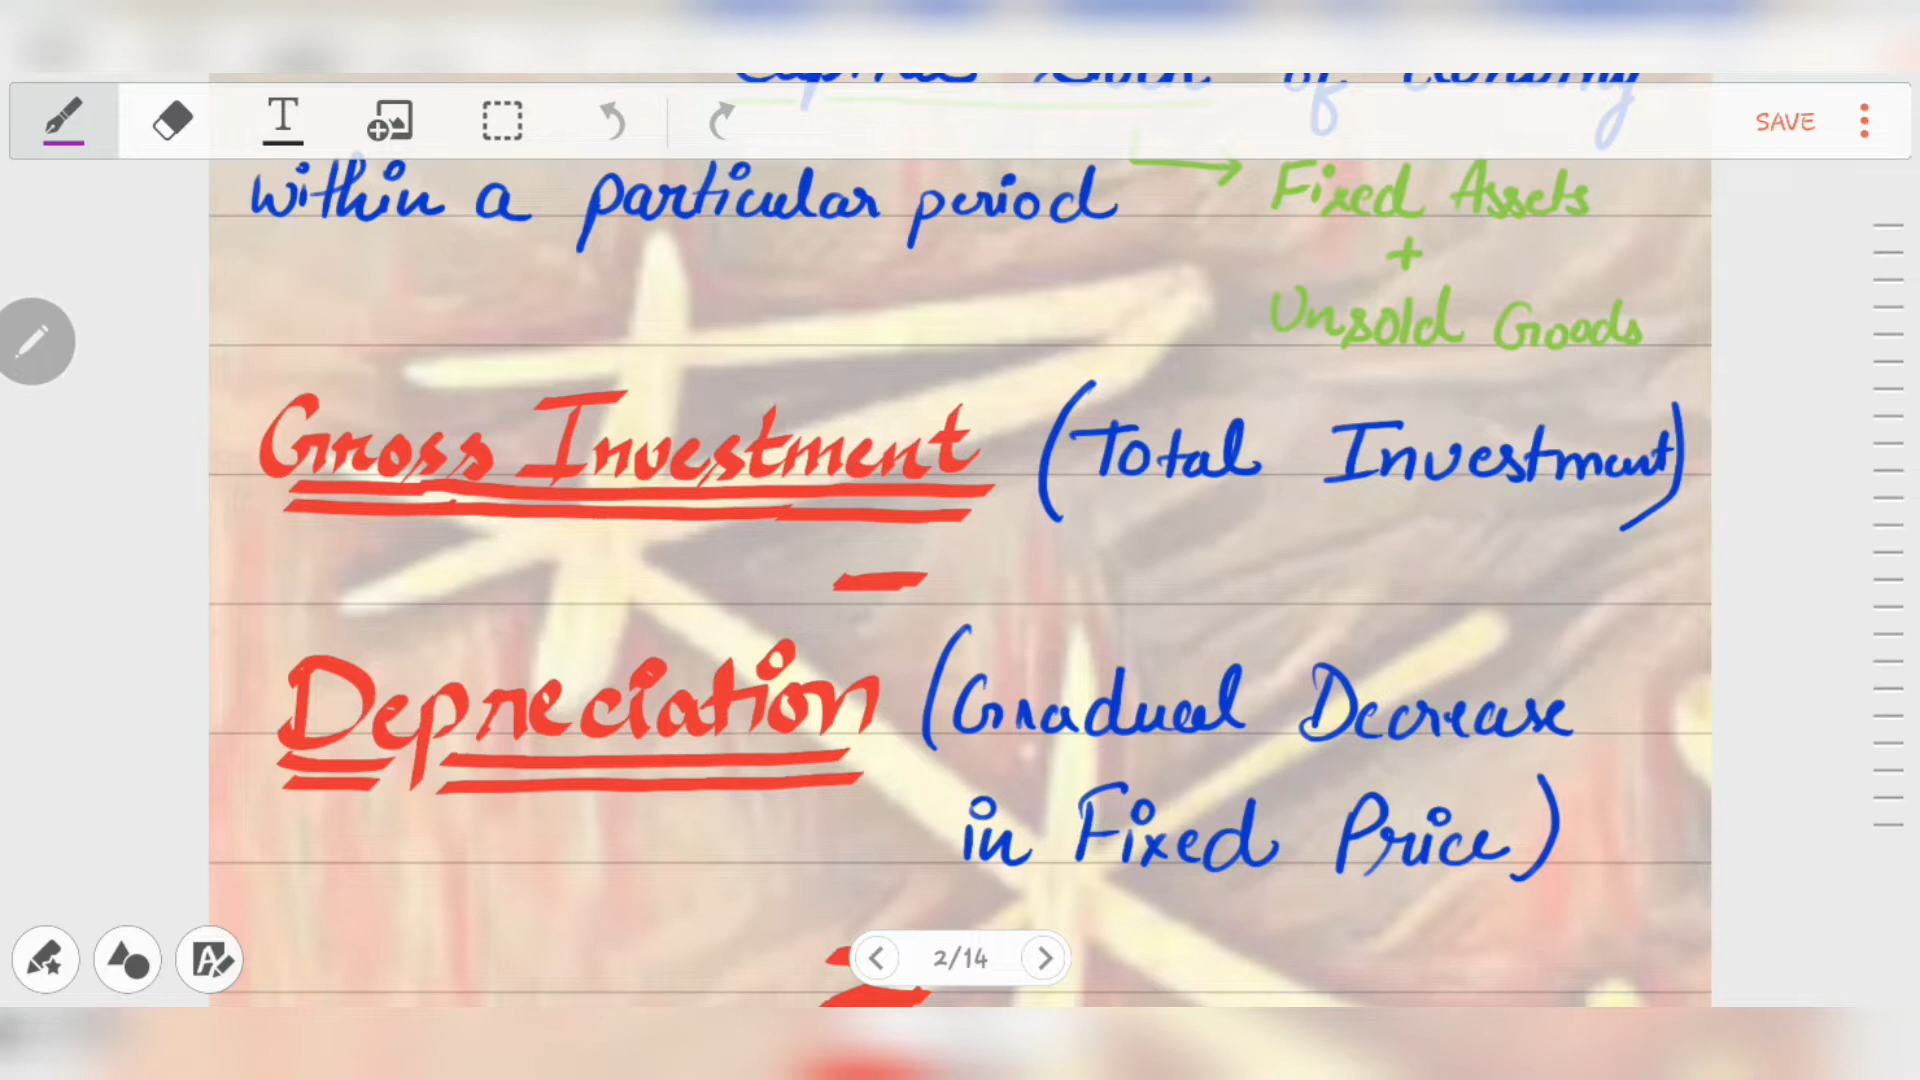 of
SAVE
within a particular period → Fixed Assets
+
Unsold Goods
Gross Investment (Total Investment)
−
Depreciation (Gradual Decrease
in Fixed Price)
2/14
=